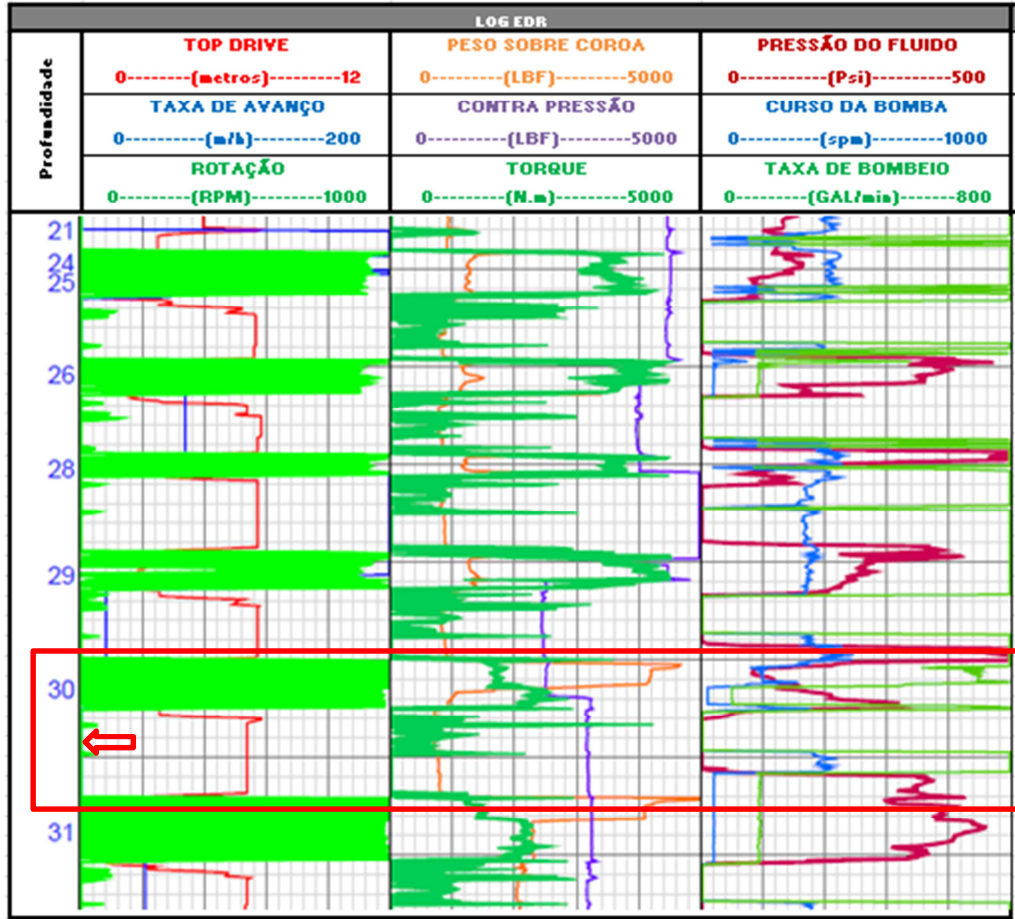 LOG EDR
Profundidade
TOP DRIVE
0--------(metros)---------12
TAXA DE AVANÇO
0---------(m/h)--------200
ROTAÇÃO
0---------(RPM)--------1000
PESO SOBRE COROA
0--------(LBF)---------5000
CONTRA PRESSÃO
0--------(LBF)---------5000
TORQUE
0--------(N.m)---------5000
PRESSÃO DO FLUIDO
0----------(Psi)---------500
CURSO DA BOMBA
0---------(spm)--------1000
TAXA DE BOMBEIO
0-------(GAL/min)------800
21
24
25
26
28
29
30
31